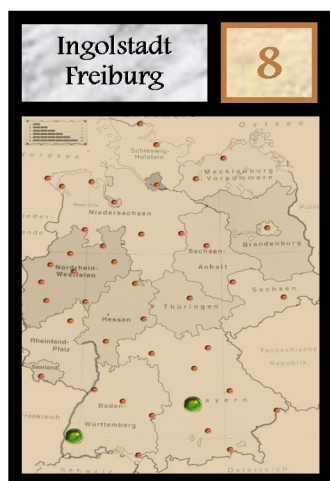 Ingolstadt
Freiburg
8
Ostsee
Nordsee
Schleswig-
Holstein
Mecklenburg
Vorpommern
Niedersachsen
Brandenburg
Sachsen-
Anhalt
Nordrhein-
Westfalen
Sachsen
Thüringen
Hessen
Rheinland-
Pfalz
Tschechische
Republik
Saarland
Frankreich
Bayern
Baden-
Württemberg
Schweiz
Österreich